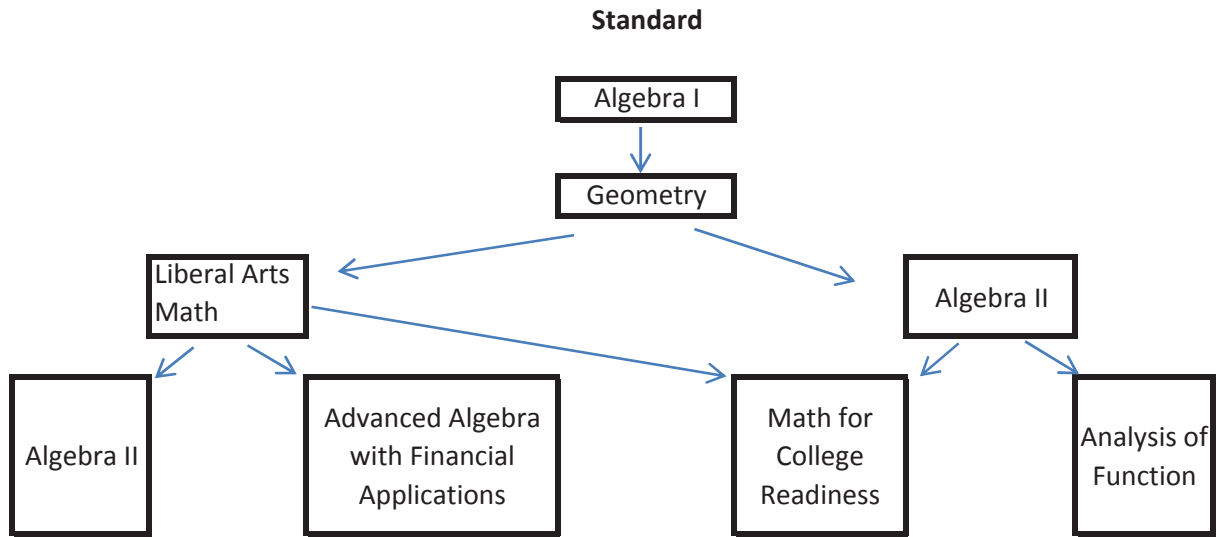 Standard
Algebra I
Geometry
Liberal Arts
Math
Algebra II
Algebra II
Advanced Algebra
with Financial
Applications
Math for
College
Readiness
Analysis of
Function